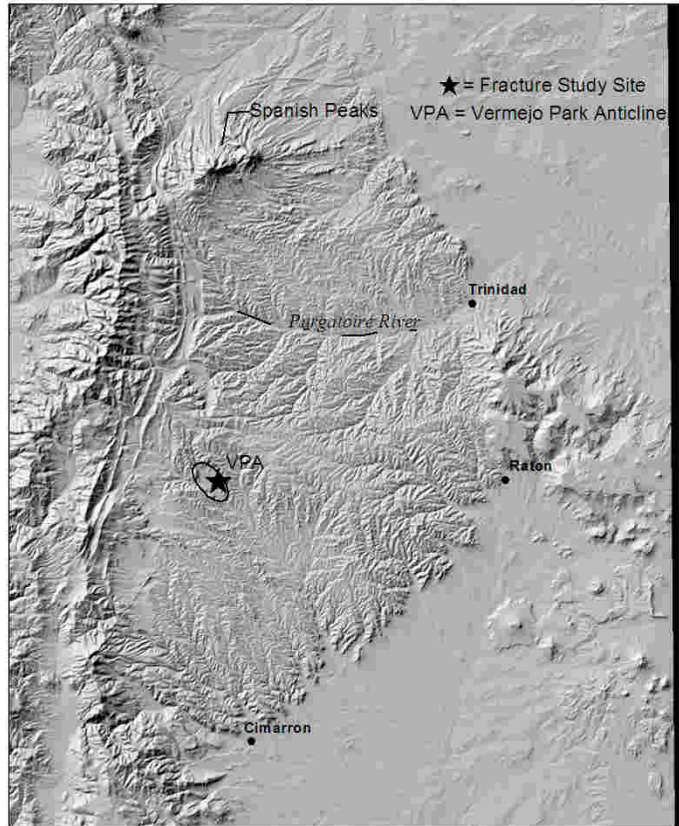 ★ = Fracture Study Site
VPA = Vermejo Park Anticline
Spanish Peaks
Trinidad
Purgatoire River
VPA
Raton
Cimarron